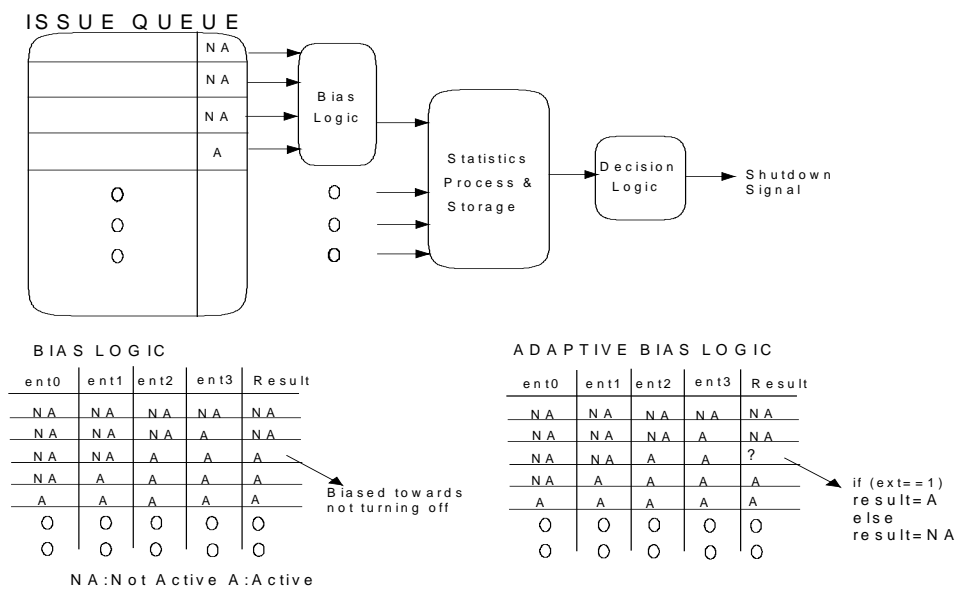 ISSUE QUEUE
NA
NA
NA
A
Bias
Logic
Statistics
Process &
Storage
Decision
Logic
Shutdown
Signal
BIAS LOGIC
ent0 ent1 ent2 ent3 Result
NA NA NA NA NA
NA NA NA A NA
NA NA A A A
NA A A A A
A A A A A
Biased towards
not turning off
NA:Not Active A:Active
ADAPTIVE BIAS LOGIC
ent0 ent1 ent2 ent3 Result
NA NA NA NA NA
NA NA NA A NA
NA NA A A ?
NA A A A A
A A A A A
if (ext==1)
result=A
else
result=NA